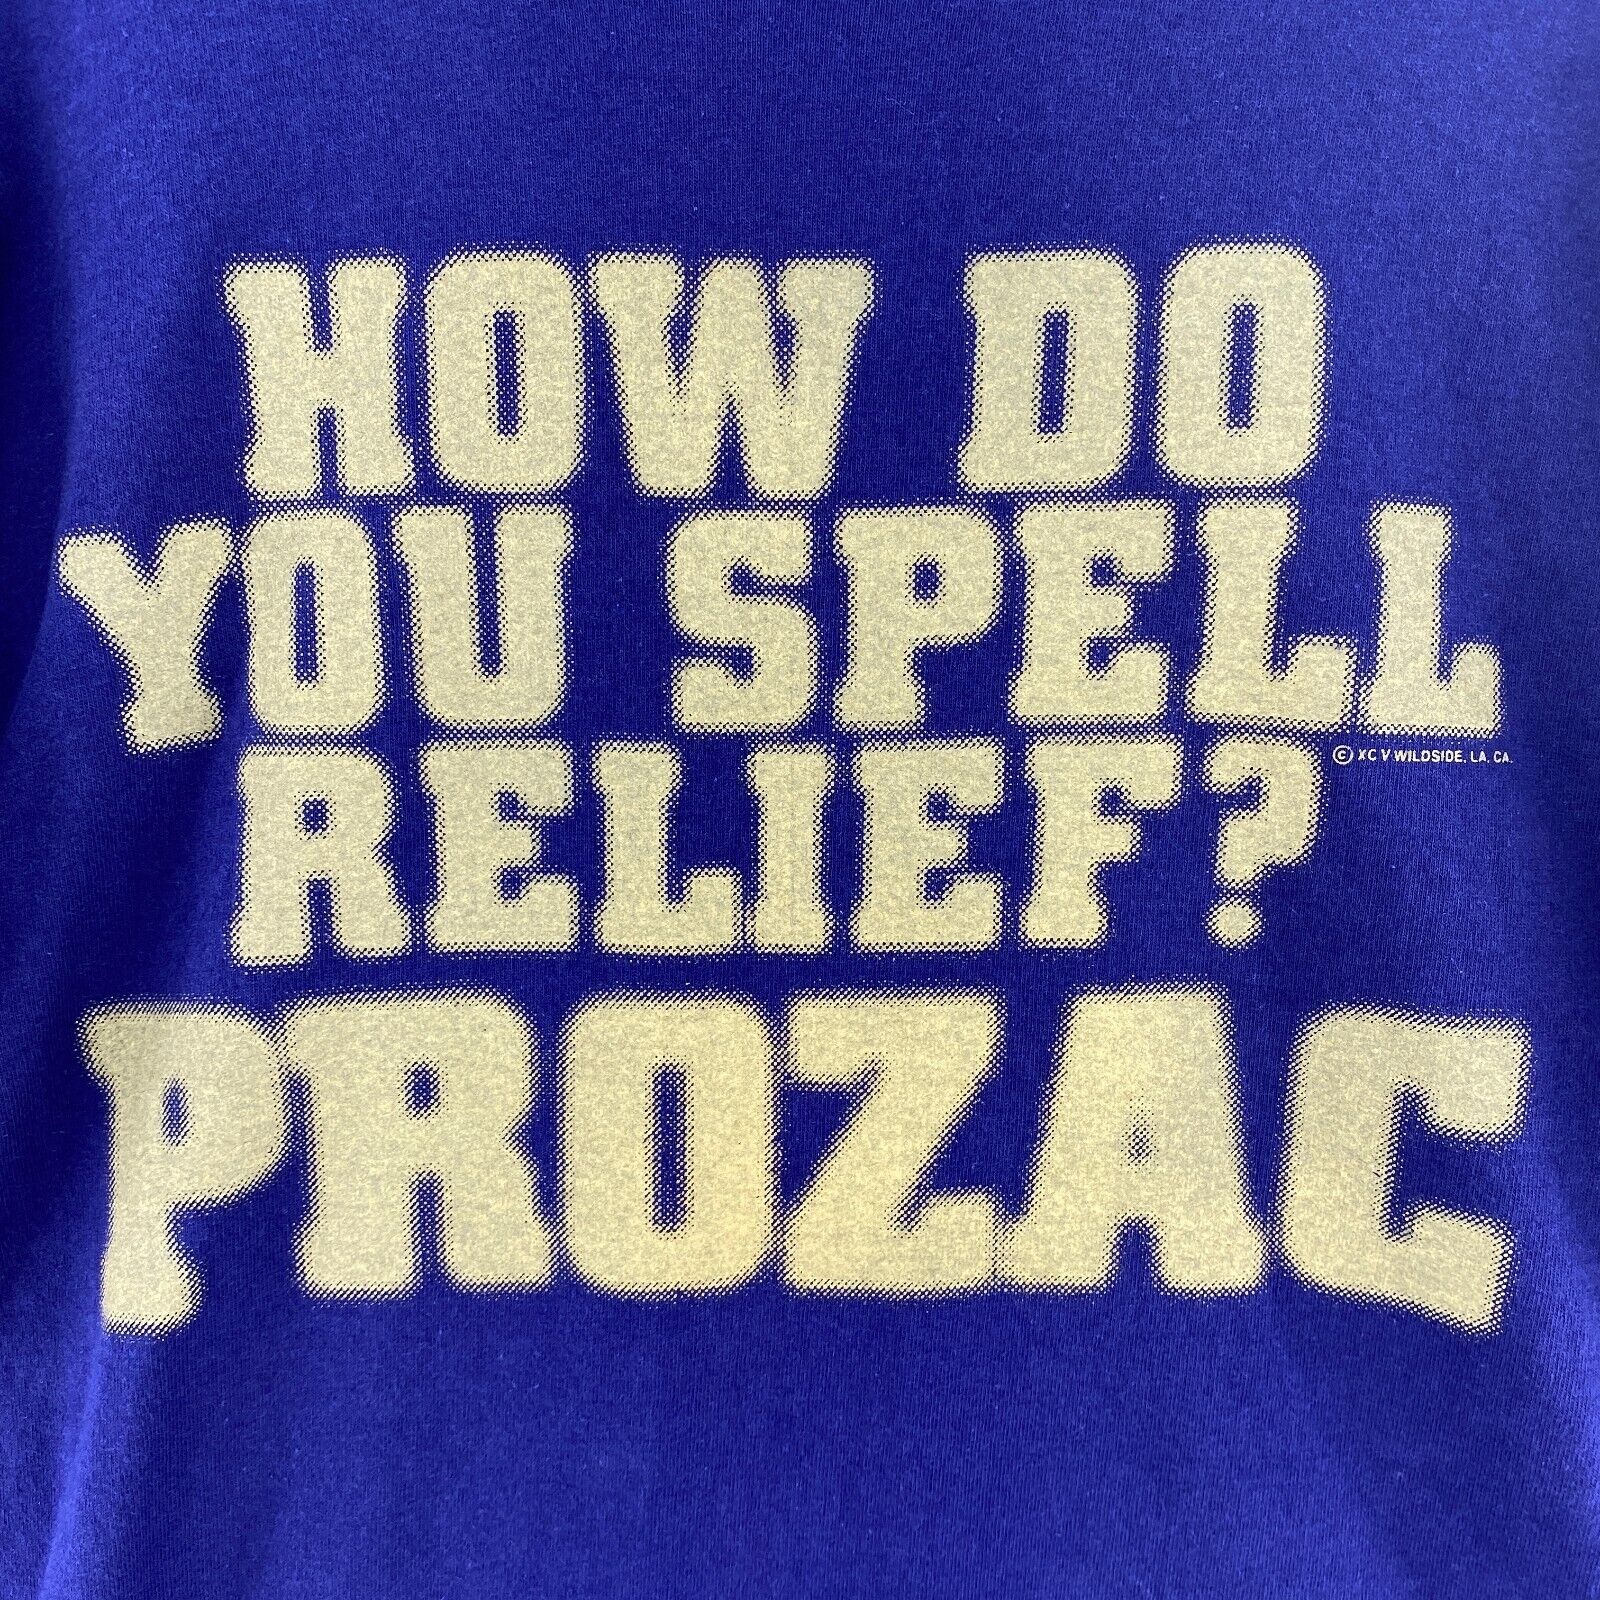 HOW DO
YOU SPELL
RELIEF?
© XC V WILDSIDE, LA, CA.
PROZAC